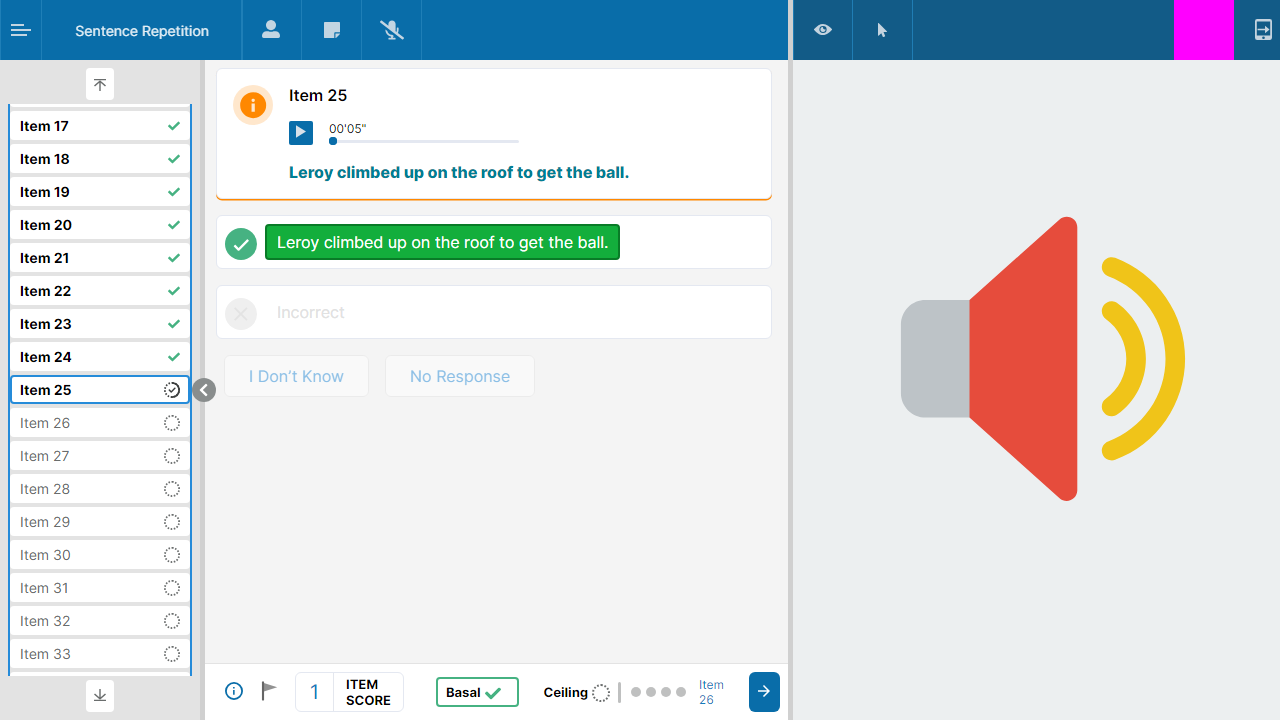 Sentence Repetition
Item 17
Item 18
Item 19
Item 20
Item 21
Item 22
Item 23
Item 24
Item 25
Item 26
Item 27
Item 28
Item 29
Item 30
Item 31
Item 32
Item 33
Item 25
00'05"
Leroy climbed up on the roof to get the ball.
Leroy climbed up on the roof to get the ball.
Incorrect
I Don't Know
No Response
1
ITEM
SCORE
Basal
Ceiling
Item
26